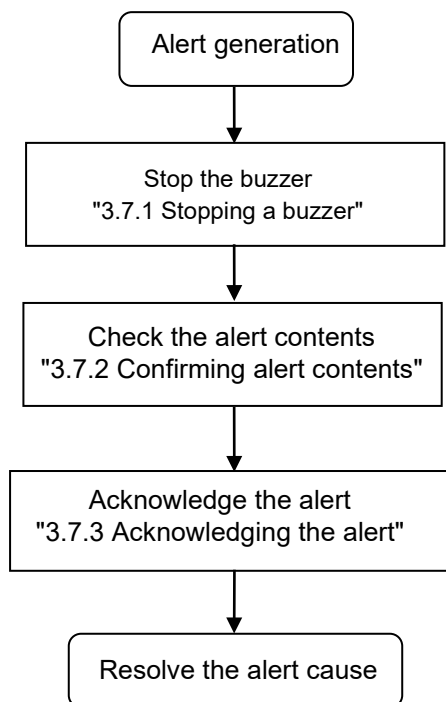 Alert generation
Stop the buzzer
"3.7.1 Stopping a buzzer"
Check the alert contents
"3.7.2 Confirming alert contents"
Acknowledge the alert
"3.7.3 Acknowledging the alert"
Resolve the alert cause